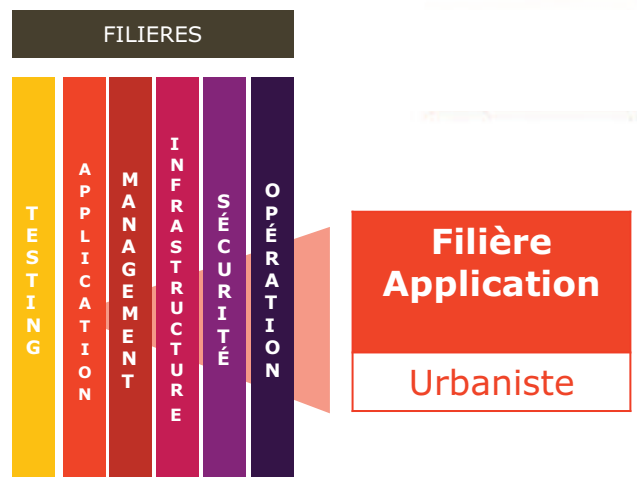 FILIERES
TESTING
APPLICATION
MANAGEMENT
INFRASTRUCTURE
SÉCURITÉ
OPÉRATION
Filière
Application
Urbaniste